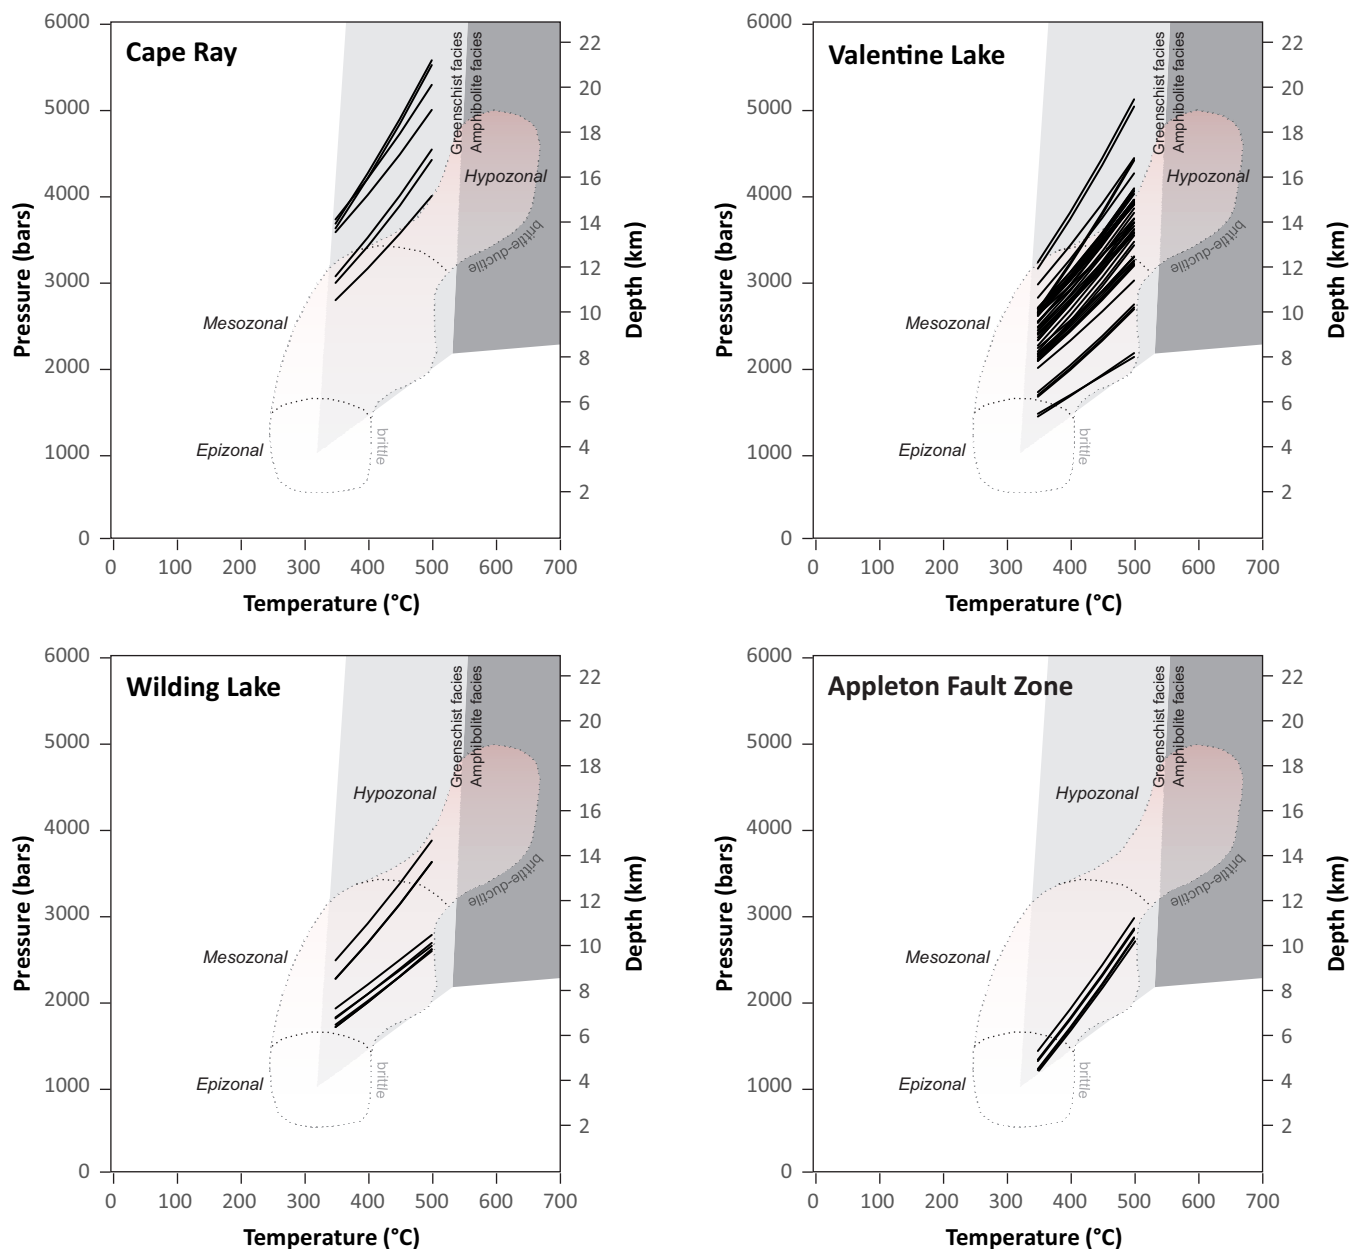 Cape Ray
6000
5000
4000
3000
2000
1000
0
Pressure (bars)
22
20
18
16
14
12
10
8
6
4
2
Depth (km)
Greenschist facies
Amphibolite facies
Hypozonal
brittle-ductile
Mesozonal
Epizonal
brittle
0 100 200 300 400 500 600 700
Temperature (°C)
Valentine Lake
6000
5000
4000
3000
2000
1000
0
Pressure (bars)
22
20
18
16
14
12
10
8
6
4
2
Depth (km)
Greenschist facies
Amphibolite facies
Hypozonal
brittle-ductile
Mesozonal
Epizonal
brittle
0 100 200 300 400 500 600 700
Temperature (°C)
Wilding Lake
6000
5000
4000
3000
2000
1000
0
Pressure (bars)
22
20
18
16
14
12
10
8
6
4
2
Depth (km)
Greenschist facies
Amphibolite facies
Hypozonal
brittle-ductile
Mesozonal
Epizonal
brittle
0 100 200 300 400 500 600 700
Temperature (°C)
Appleton Fault Zone
6000
5000
4000
3000
2000
1000
0
Pressure (bars)
22
20
18
16
14
12
10
8
6
4
2
Depth (km)
Greenschist facies
Amphibolite facies
Hypozonal
brittle-ductile
Mesozonal
Epizonal
brittle
0 100 200 300 400 500 600 700
Temperature (°C)